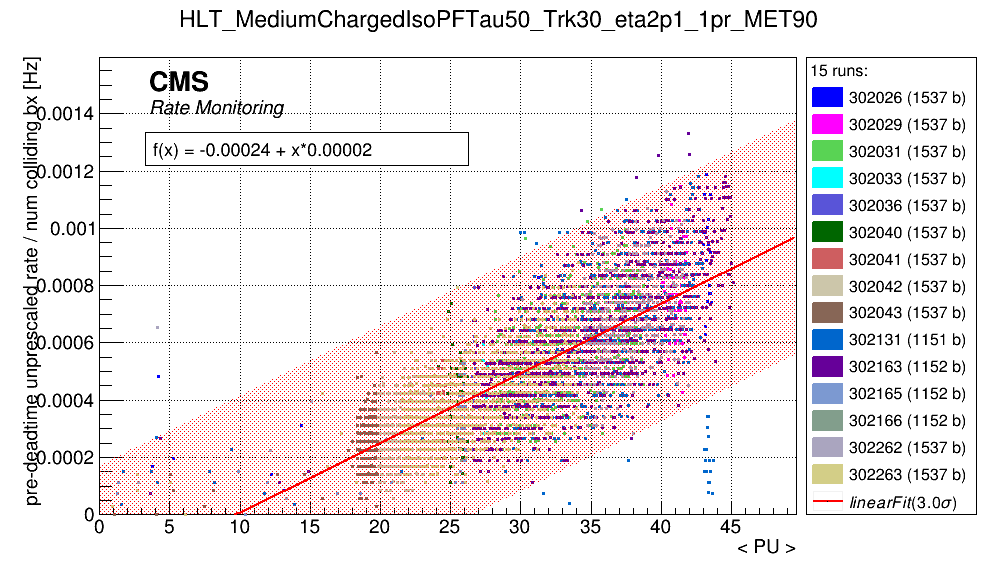 HLT_MediumChargedIsoPFTau50_Trk30_eta2p1_1pr_MET90
pre-deadtime unprescaled rate / num colliding bx [Hz]
CMS
Rate Monitoring
f(x) = -0.00024 + x*0.00002
0.0014
0.0012
0.001
0.0008
0.0006
0.0004
0.0002
0
0 5 10 15 20 25 30 35 40 45
< PU >
15 runs:
302026 (1537 b)
302029 (1537 b)
302031 (1537 b)
302033 (1537 b)
302036 (1537 b)
302040 (1537 b)
302041 (1537 b)
302042 (1537 b)
302043 (1537 b)
302131 (1151 b)
302163 (1152 b)
302165 (1152 b)
302166 (1152 b)
302262 (1537 b)
302263 (1537 b)
linearFit(3.0σ)